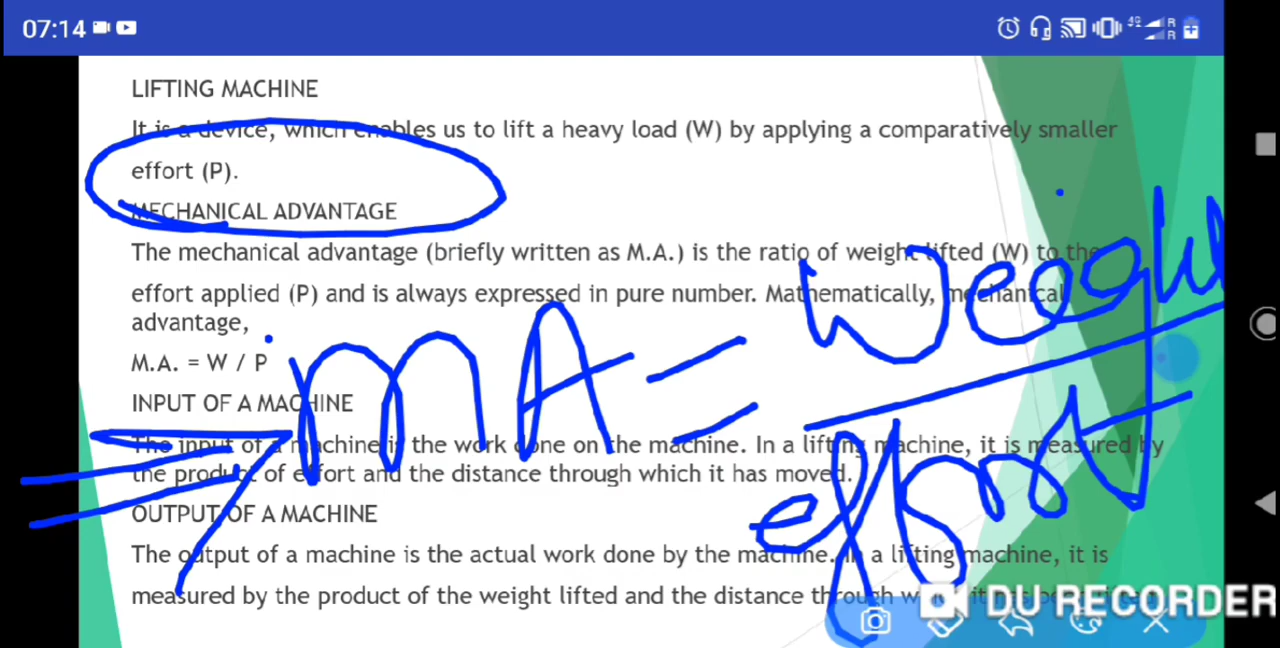 07:14
4G R
R
LIFTING MACHINE
It is a device, which enables us to lift a heavy load (W) by applying a comparatively smaller
effort (P).
MECHANICAL ADVANTAGE
The mechanical advantage (briefly written as M.A.) is the ratio of weight lifted (W) to the
effort applied (P) and is always expressed in pure number. Mathematically, mechanical
advantage,
M.A. = W / P
MA = Weight
effort
INPUT OF A MACHINE
The input of a machine is the work done on the machine. In a lifting machine, it is measured by
the product of effort and the distance through which it has moved.
OUTPUT OF A MACHINE
The output of a machine is the actual work done by the machine. In a lifting machine, it is
measured by the product of the weight lifted and the distance through
DU RECORDER